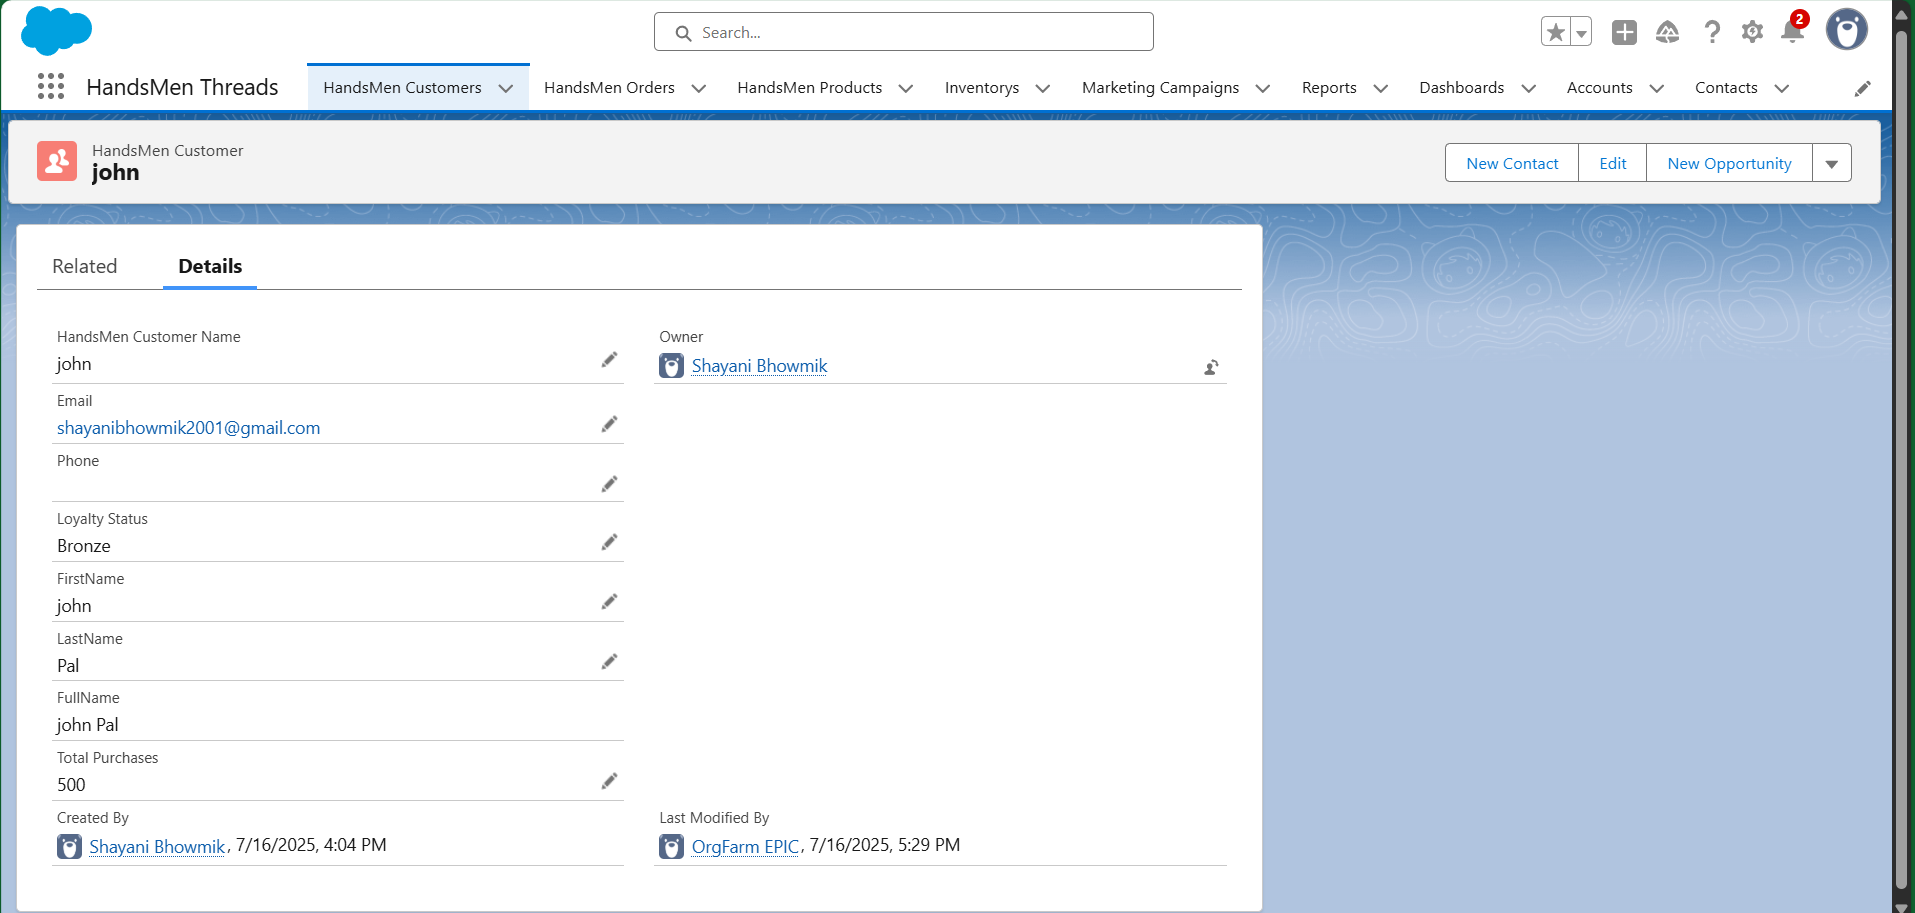 Search...
2
HandsMen Threads
HandsMen Customers
HandsMen Orders
HandsMen Products
Inventorys
Marketing Campaigns
Reports
Dashboards
Accounts
Contacts
HandsMen Customer
john
New Contact
Edit
New Opportunity
Related
Details
HandsMen Customer Name
john
Owner
Shayani Bhowmik
Email
shayanibhowmik2001@gmail.com
Phone
Loyalty Status
Bronze
FirstName
john
LastName
Pal
FullName
john Pal
Total Purchases
500
Created By
Shayani Bhowmik, 7/16/2025, 4:04 PM
Last Modified By
OrgFarm EPIC, 7/16/2025, 5:29 PM